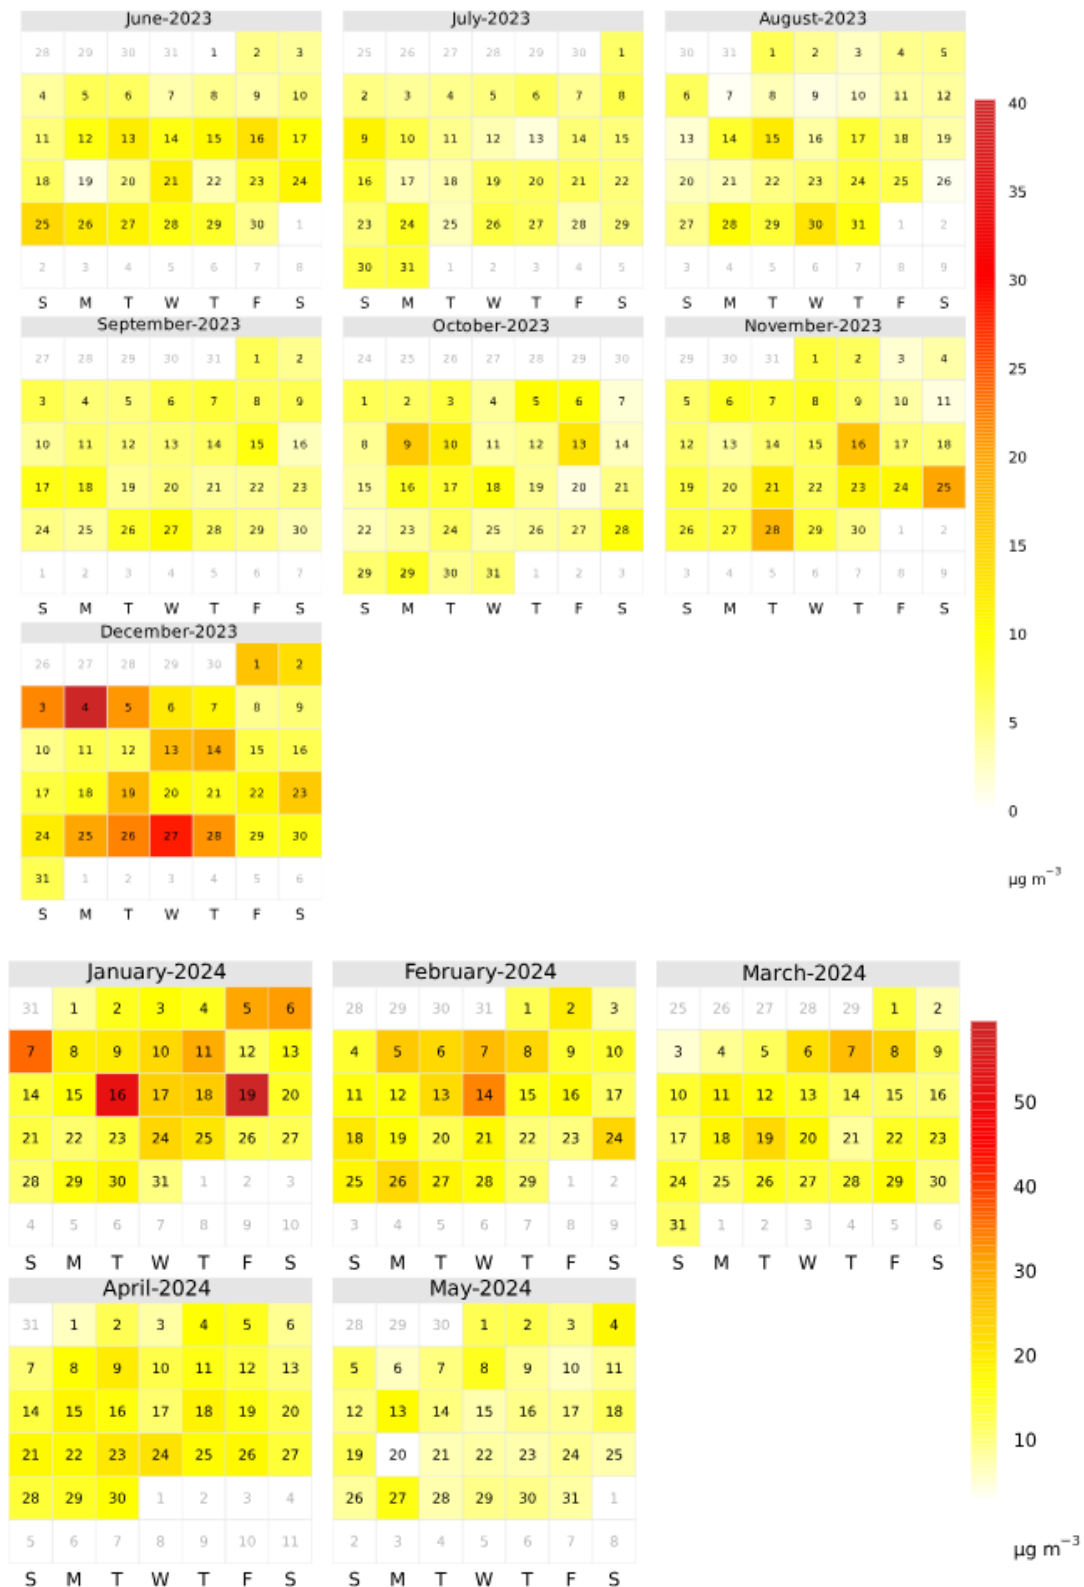 June-2023
28 29 30 31 1 2 3
4 5 6 7 8 9 10
11 12 13 14 15 16 17
18 19 20 21 22 23 24
25 26 27 28 29 30 1
2 3 4 5 6 7 8
S M T W T F S
July-2023
25 26 27 28 29 30 1
2 3 4 5 6 7 8
9 10 11 12 13 14 15
16 17 18 19 20 21 22
23 24 25 26 27 28 29
30 31 1 2 3 4 5
S M T W T F S
August-2023
30 31 1 2 3 4 5
6 7 8 9 10 11 12
13 14 15 16 17 18 19
20 21 22 23 24 25 26
27 28 29 30 31 1 2
3 4 5 6 7 8 9
S M T W T F S
September-2023
27 28 29 30 31 1 2
3 4 5 6 7 8 9
10 11 12 13 14 15 16
17 18 19 20 21 22 23
24 25 26 27 28 29 30
1 2 3 4 5 6 7
S M T W T F S
October-2023
24 25 26 27 28 29 30
1 2 3 4 5 6 7
8 9 10 11 12 13 14
15 16 17 18 19 20 21
22 23 24 25 26 27 28
29 29 30 31 1 2 3
S M T W T F S
November-2023
29 30 31 1 2 3 4
5 6 7 8 9 10 11
12 13 14 15 16 17 18
19 20 21 22 23 24 25
26 27 28 29 30 1 2
3 4 5 6 7 8 9
S M T W T F S
December-2023
26 27 28 29 30 1 2
3 4 5 6 7 8 9
10 11 12 13 14 15 16
17 18 19 20 21 22 23
24 25 26 27 28 29 30
31 1 2 3 4 5 6
S M T W T F S
40
35
30
25
20
15
10
5
0
µg m⁻³
January-2024
31 1 2 3 4 5 6
7 8 9 10 11 12 13
14 15 16 17 18 19 20
21 22 23 24 25 26 27
28 29 30 31 1 2 3
4 5 6 7 8 9 10
S M T W T F S
February-2024
28 29 30 31 1 2 3
4 5 6 7 8 9 10
11 12 13 14 15 16 17
18 19 20 21 22 23 24
25 26 27 28 29 1 2
3 4 5 6 7 8 9
S M T W T F S
March-2024
25 26 27 28 29 1 2
3 4 5 6 7 8 9
10 11 12 13 14 15 16
17 18 19 20 21 22 23
24 25 26 27 28 29 30
31 1 2 3 4 5 6
S M T W T F S
April-2024
31 1 2 3 4 5 6
7 8 9 10 11 12 13
14 15 16 17 18 19 20
21 22 23 24 25 26 27
28 29 30 1 2 3 4
5 6 7 8 9 10 11
S M T W T F S
May-2024
28 29 30 1 2 3 4
5 6 7 8 9 10 11
12 13 14 15 16 17 18
19 20 21 22 23 24 25
26 27 28 29 30 31 1
2 3 4 5 6 7 8
S M T W T F S
50
40
30
20
10
µg m⁻³